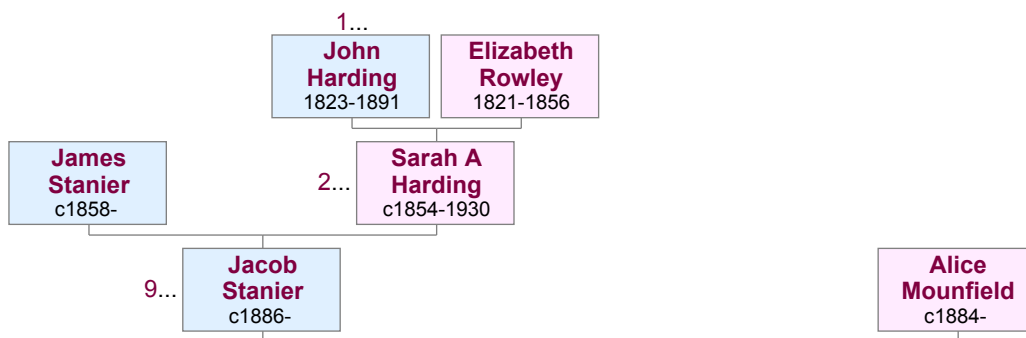 1...
John
Harding
1823-1891
Elizabeth
Rowley
1821-1856
James
Stanier
c1858-
2...
Sarah A
Harding
c1854-1930
9...
Jacob
Stanier
c1886-
Alice
Mounfield
c1884-